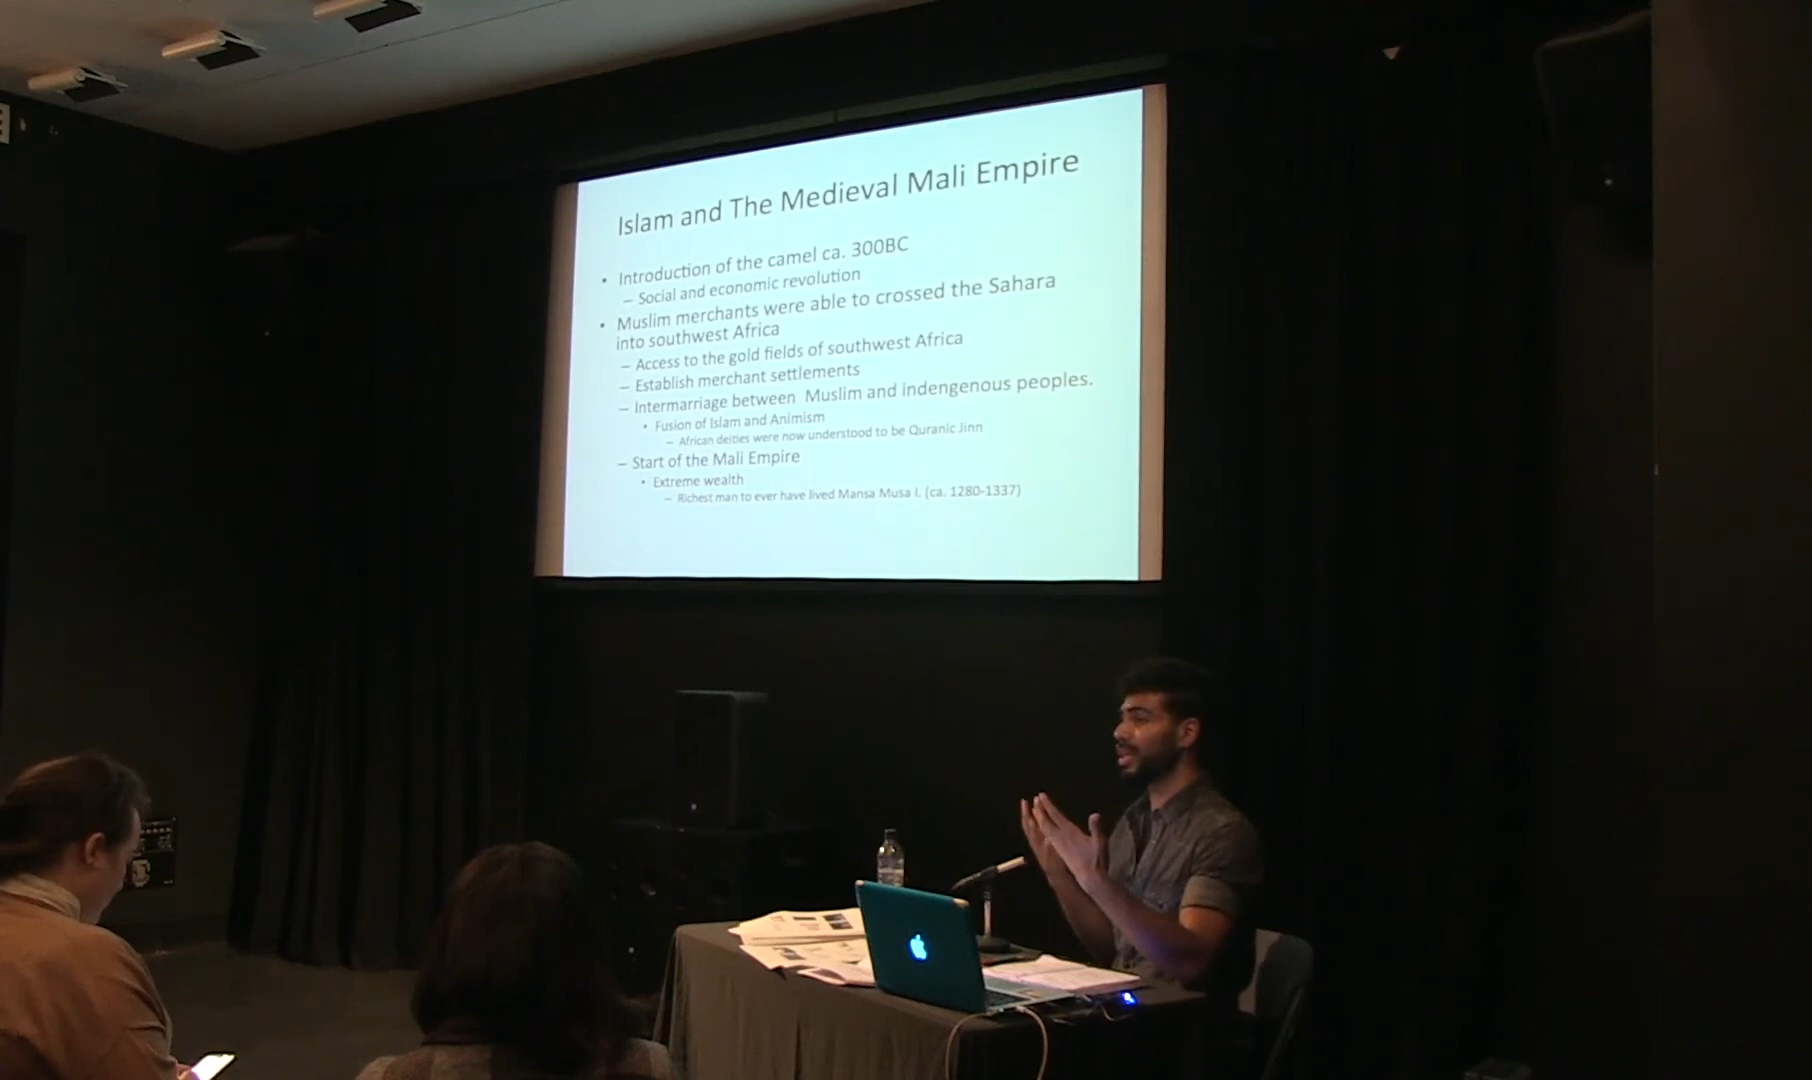 Islam and The Medieval Mali Empire
• Introduction of the camel ca. 300BC
– Social and economic revolution
• Muslim merchants were able to crossed the Sahara
into southwest Africa
– Access to the gold fields of southwest Africa
– Establish merchant settlements
– Intermarriage between Muslim and indengenous peoples.
• Fusion of Islam and Animism
– African deities were now understood to be Quranic Jinn
– Start of the Mali Empire
• Extreme wealth
– Richest man to ever have lived Mansa Musa I. (ca. 1280-1337)